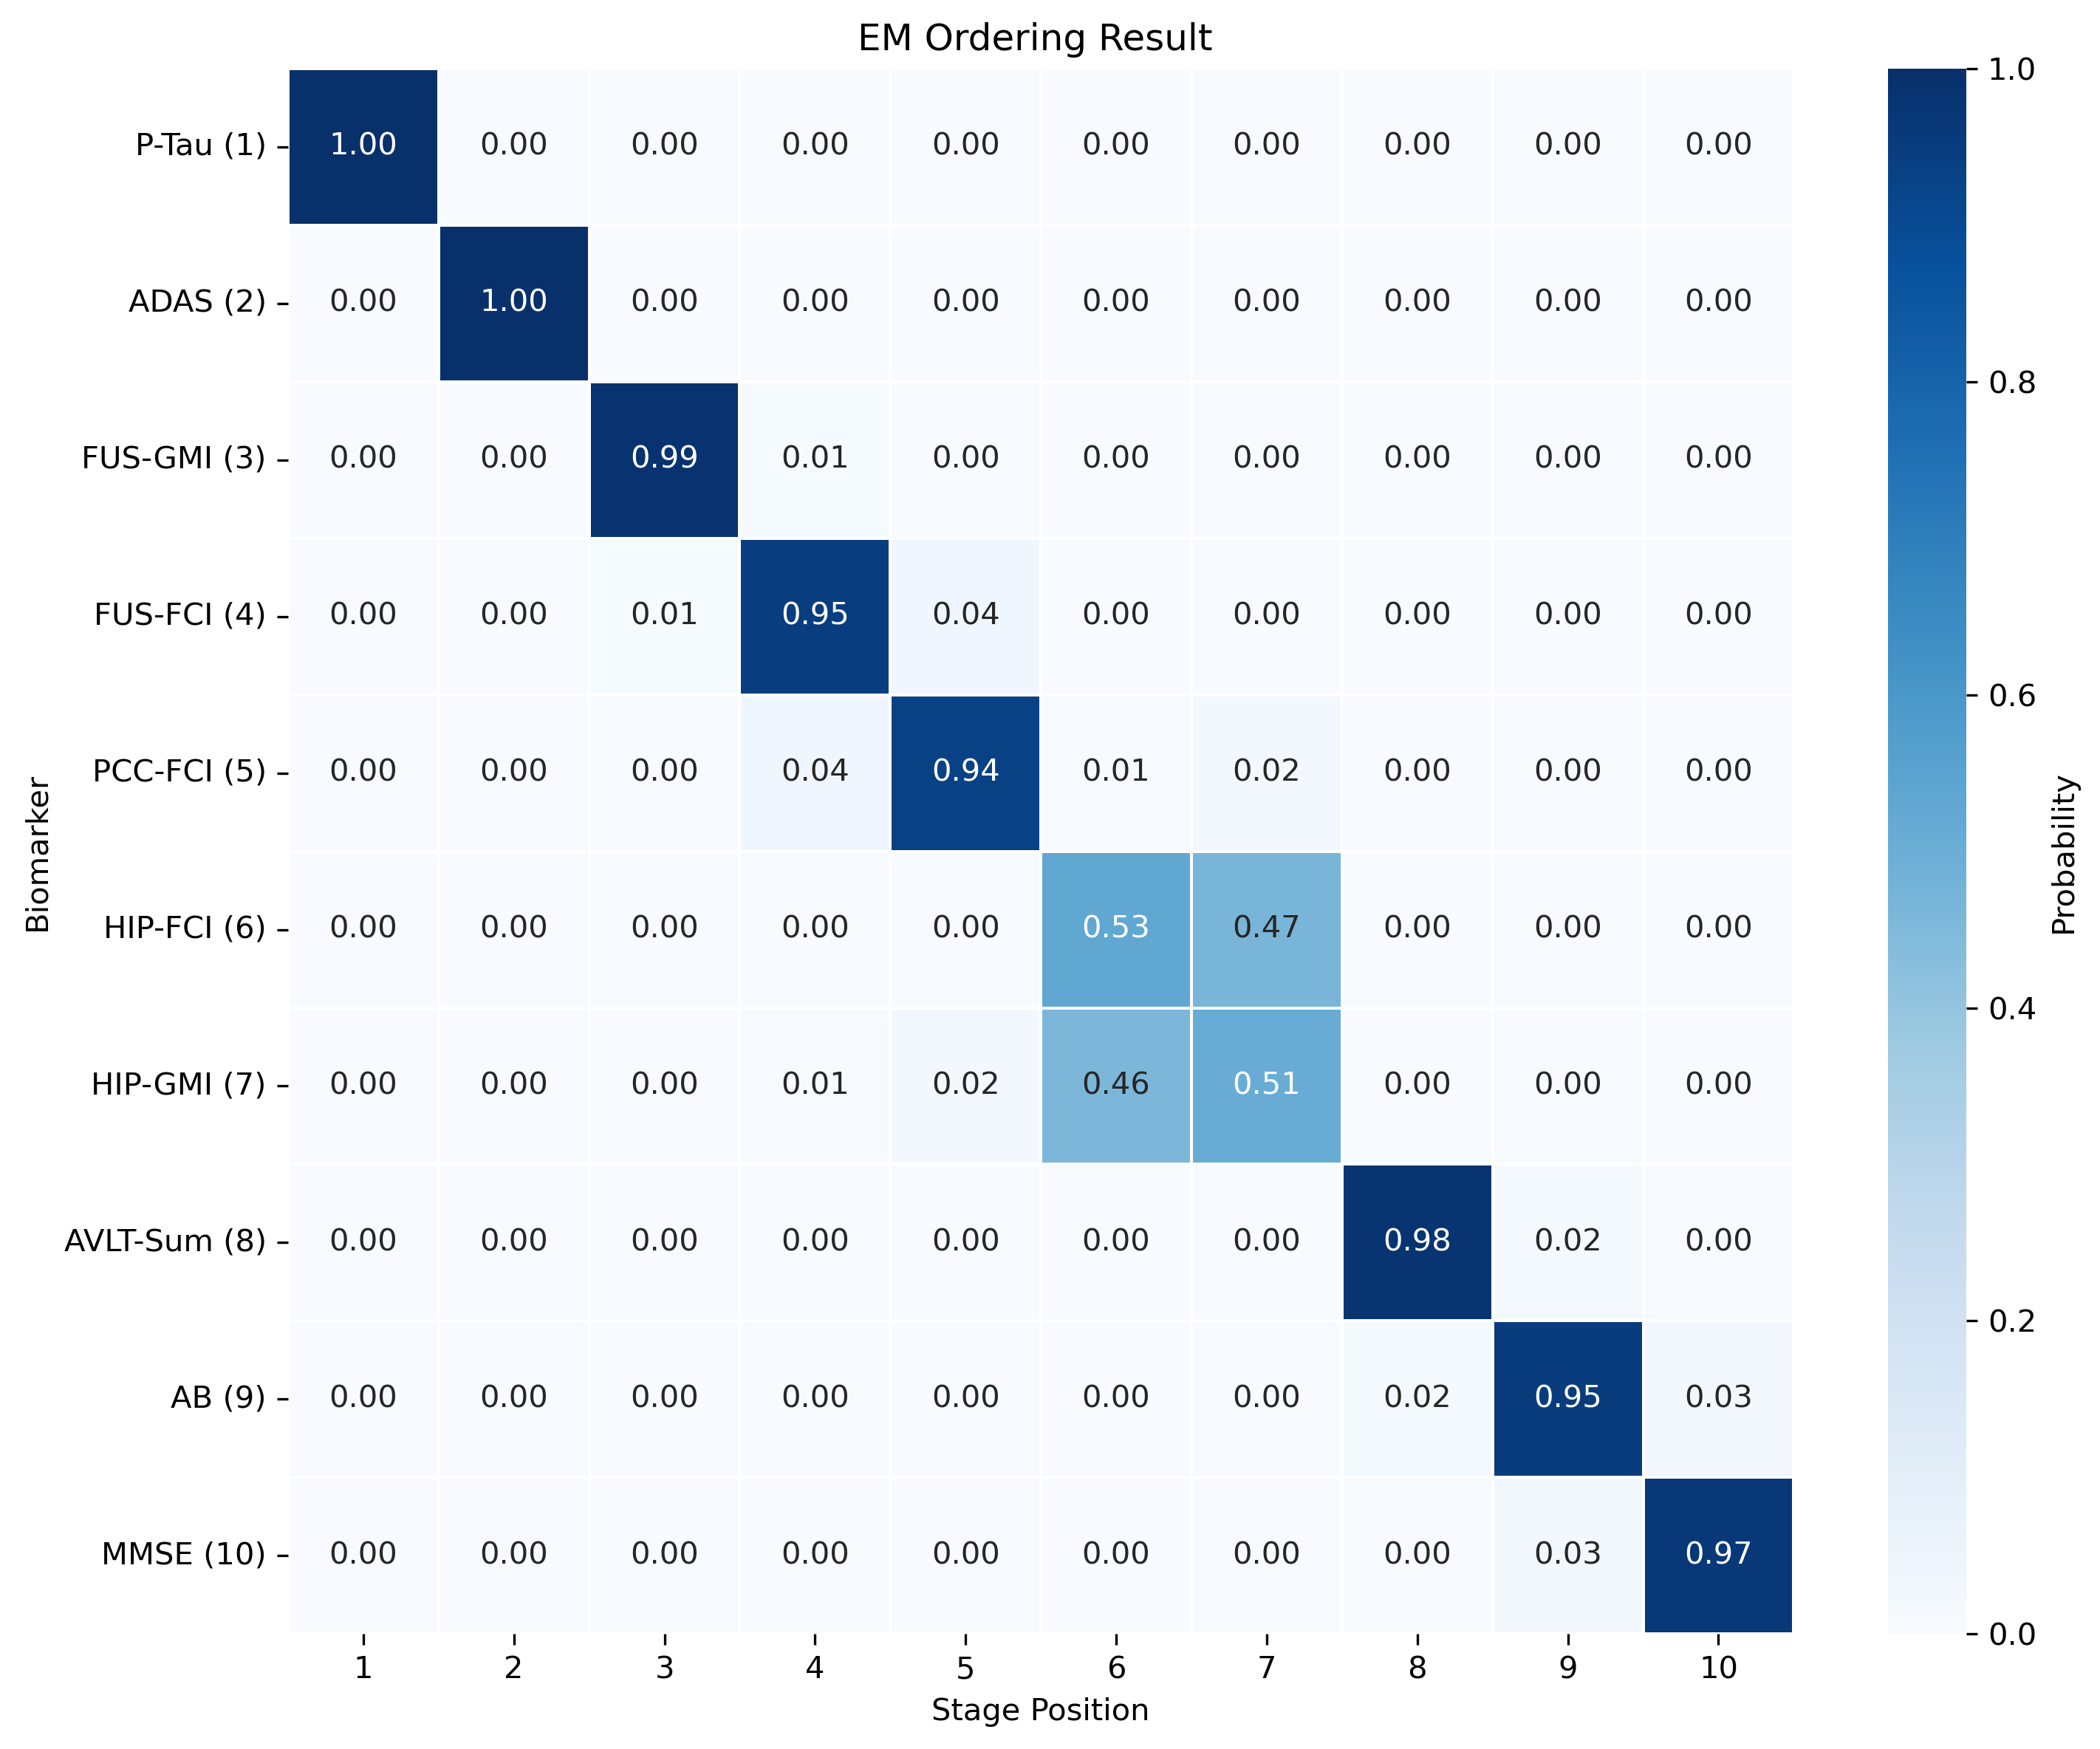 EM Ordering Result
P-Tau (1) 1.00 0.00 0.00 0.00 0.00 0.00 0.00 0.00 0.00 0.00
ADAS (2) 0.00 1.00 0.00 0.00 0.00 0.00 0.00 0.00 0.00 0.00
FUS-GMI (3) 0.00 0.00 0.99 0.01 0.00 0.00 0.00 0.00 0.00 0.00
FUS-FCI (4) 0.00 0.00 0.01 0.95 0.04 0.00 0.00 0.00 0.00 0.00
PCC-FCI (5) 0.00 0.00 0.00 0.04 0.94 0.01 0.02 0.00 0.00 0.00
HIP-FCI (6) 0.00 0.00 0.00 0.00 0.00 0.53 0.47 0.00 0.00 0.00
HIP-GMI (7) 0.00 0.00 0.00 0.01 0.02 0.46 0.51 0.00 0.00 0.00
AVLT-Sum (8) 0.00 0.00 0.00 0.00 0.00 0.00 0.00 0.98 0.02 0.00
AB (9) 0.00 0.00 0.00 0.00 0.00 0.00 0.00 0.02 0.95 0.03
MMSE (10) 0.00 0.00 0.00 0.00 0.00 0.00 0.00 0.00 0.03 0.97
1 2 3 4 5 6 7 8 9 10
Stage Position
Biomarker
1.0
0.8
0.6
0.4
0.2
0.0
Probability